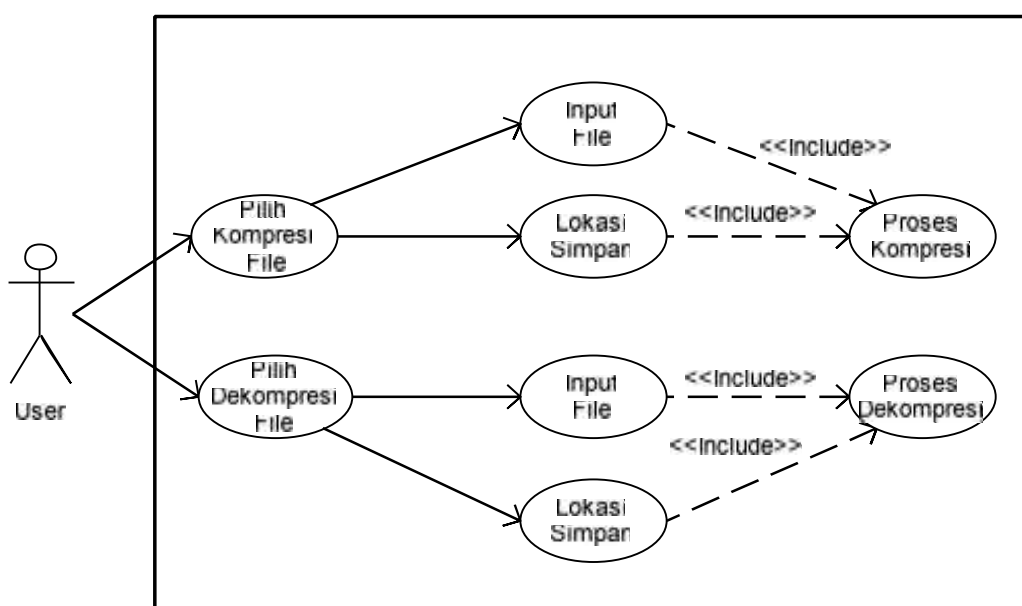 Input
File
<<Include>>
Pilih
Kompresi
File
Lokasi
Simpan
<<Include>>
Proses
Kompresi
User
Pilih
Dekompresi
File
Input
File
<<Include>>
Proses
Dekompresi
<<Include>>
Lokasi
Simpan